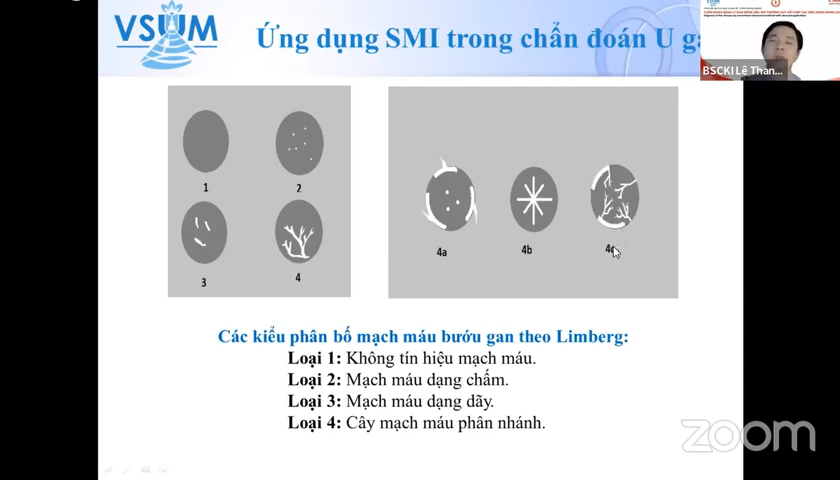 VSUM
Ứng dụng SMI trong chẩn đoán U
BSCKI Lê Than...
1
2
3
4
4a
4b
Các kiểu phân bố mạch máu bướu gan theo Limberg:
Loại 1: Không tín hiệu mạch máu.
Loại 2: Mạch máu dạng chấm.
Loại 3: Mạch máu dạng dãy.
Loại 4: Cây mạch máu phân nhánh.
zoom